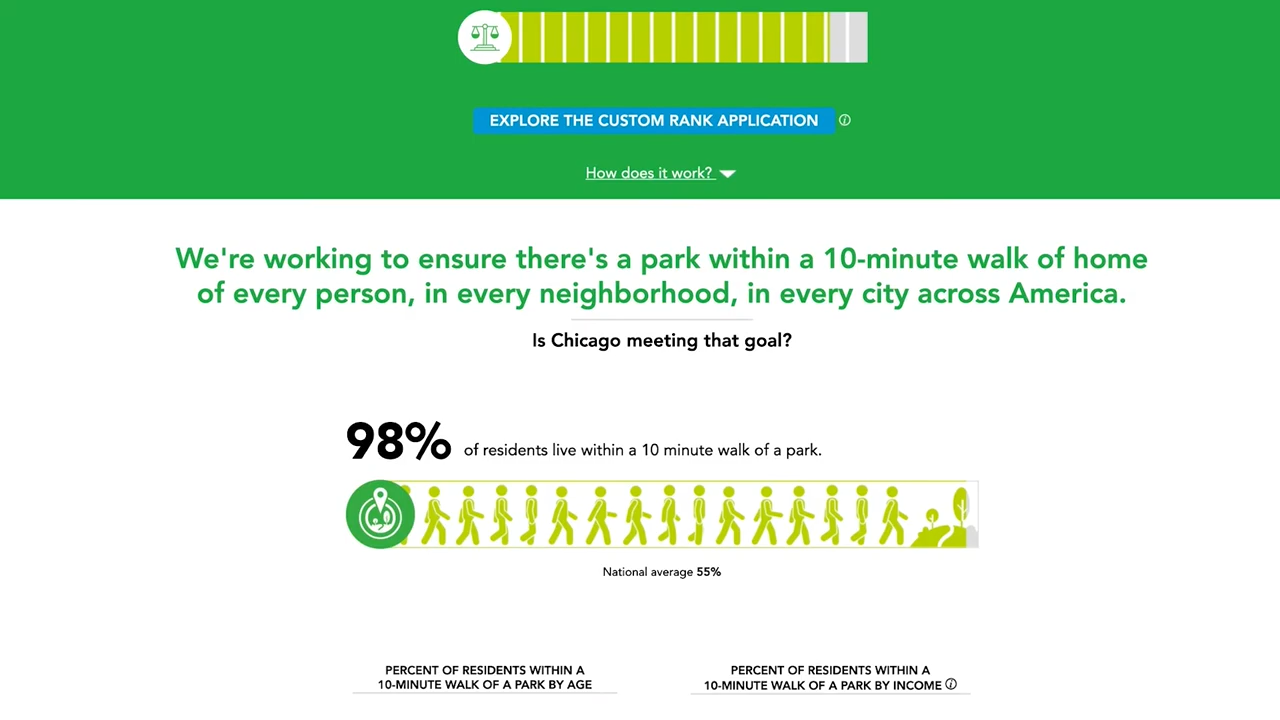 EXPLORE THE CUSTOM RANK APPLICATION
How does it work?
We're working to ensure there's a park within a 10-minute walk of home
of every person, in every neighborhood, in every city across America.
Is Chicago meeting that goal?
98% of residents live within a 10 minute walk of a park.
National average 55%
PERCENT OF RESIDENTS WITHIN A
10-MINUTE WALK OF A PARK BY AGE
PERCENT OF RESIDENTS WITHIN A
10-MINUTE WALK OF A PARK BY INCOME